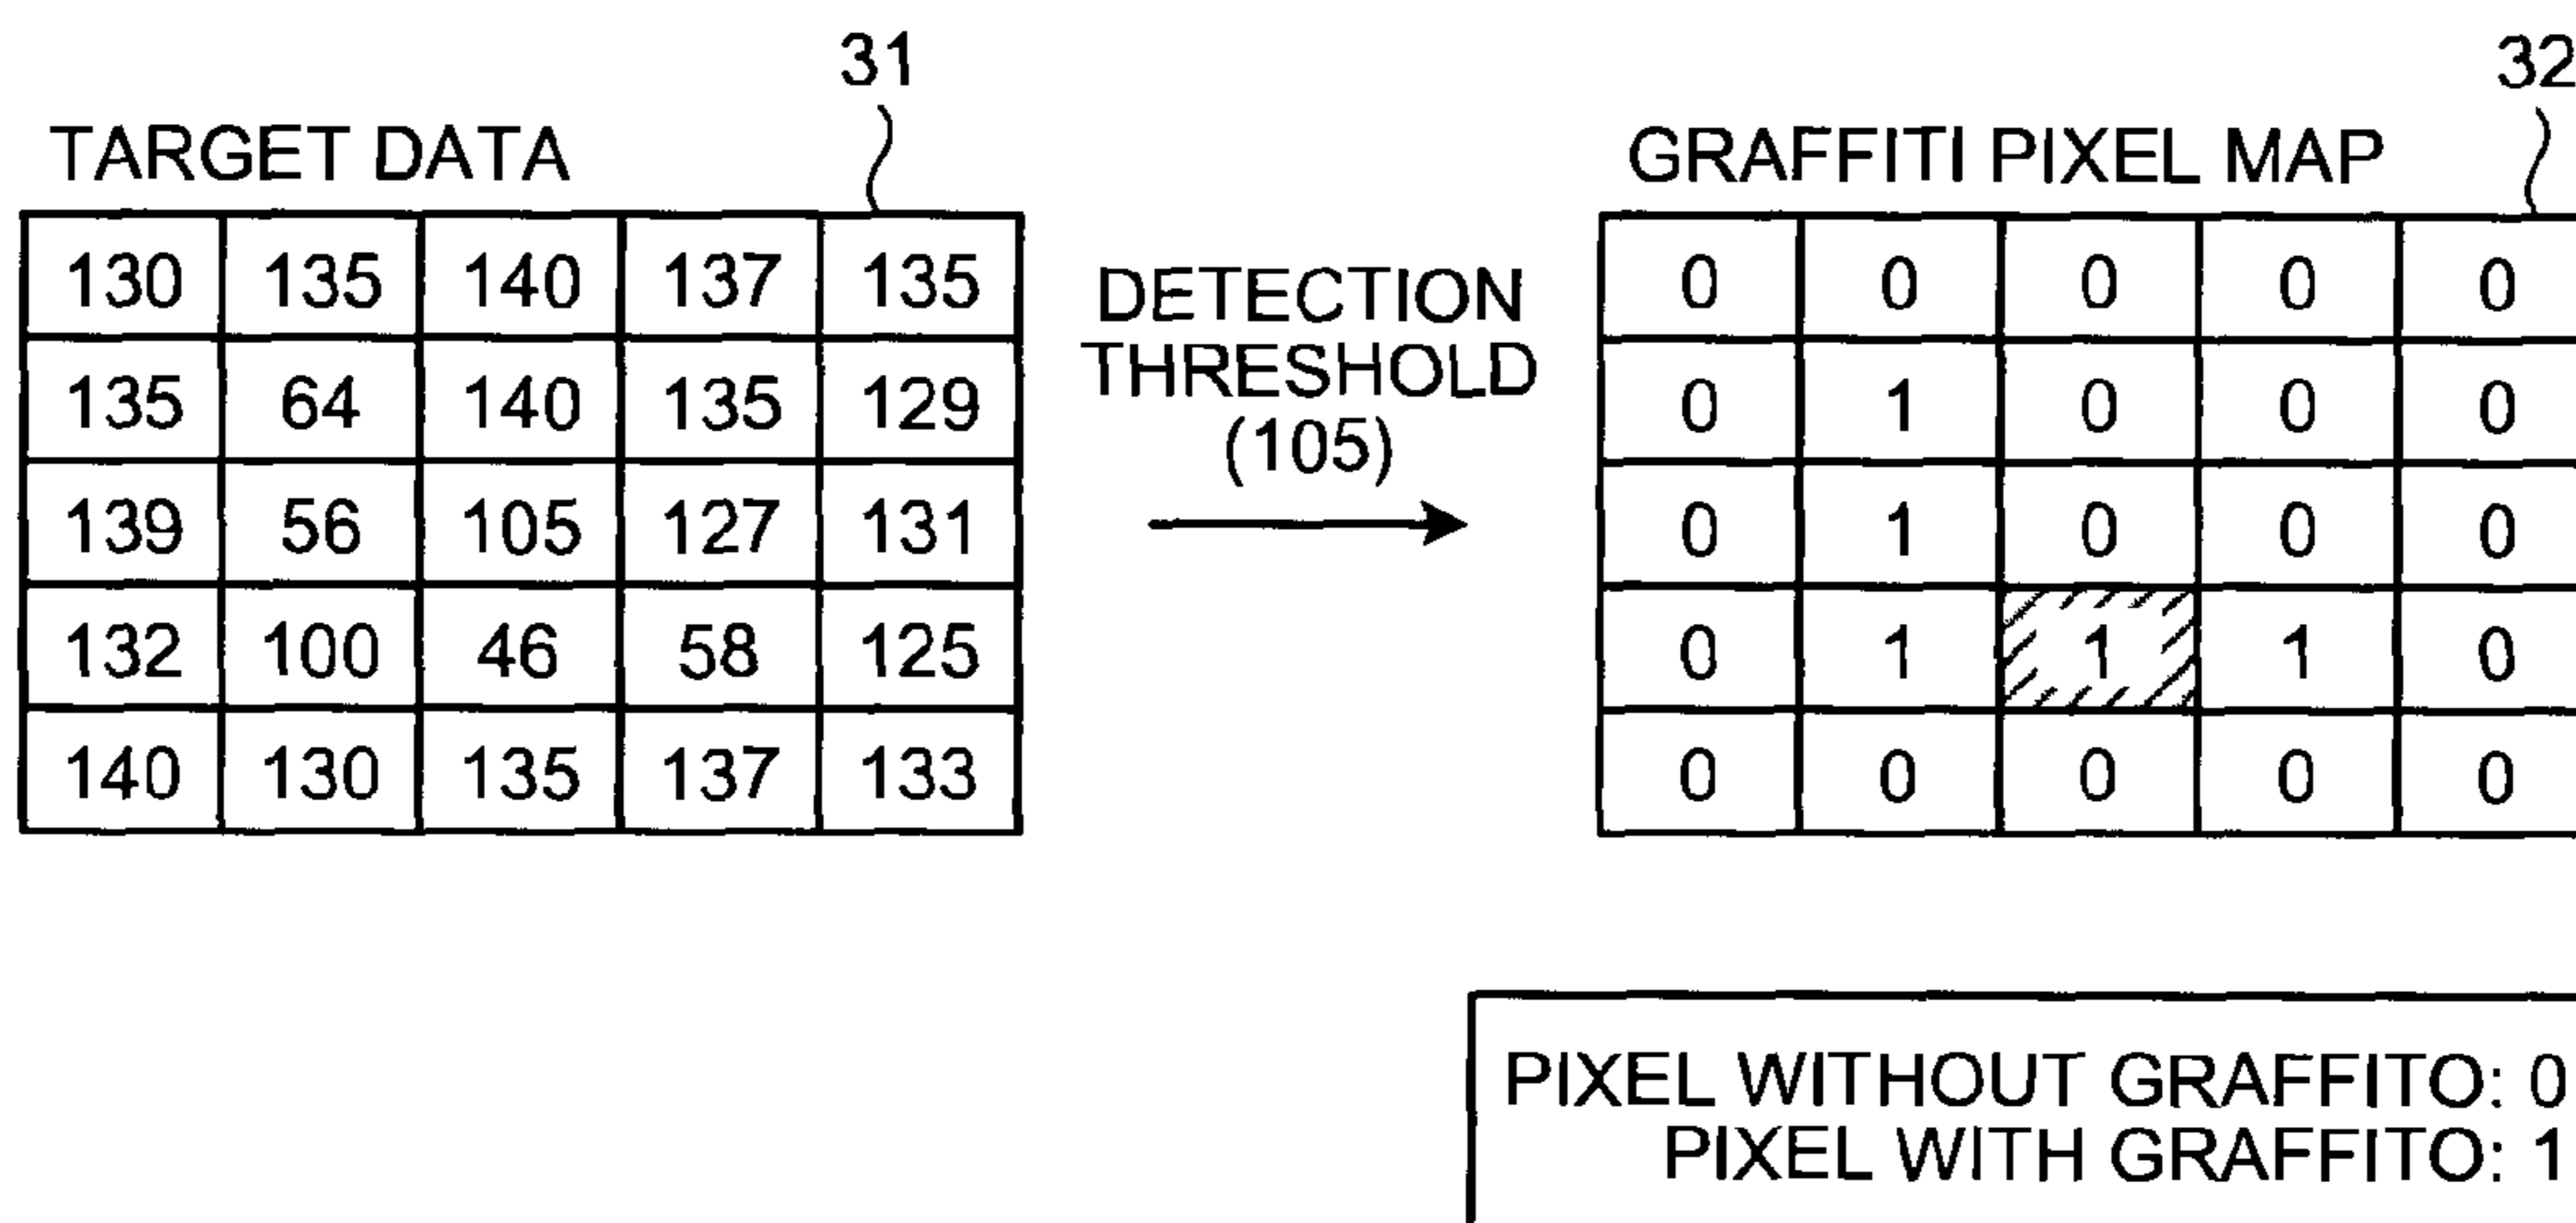 31
TARGET DATA
130 135 140 137 135
135 64 140 135 129
139 56 105 127 131
132 100 46 58 125
140 130 135 137 133
DETECTION
THRESHOLD
(105)
32
GRAFFITI PIXEL MAP
0 0 0 0 0
0 1 0 0 0
0 1 0 0 0
0 1 1 1 0
0 0 0 0 0
PIXEL WITHOUT GRAFFITO: 0
PIXEL WITH GRAFFITO: 1